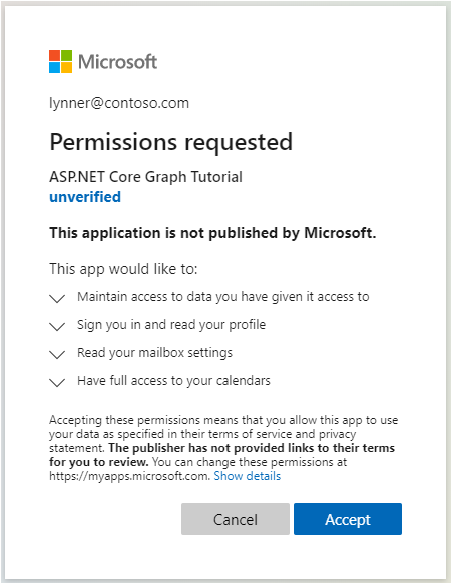 Microsoft
lynner@contoso.com
Permissions requested
ASP.NET Core Graph Tutorial
unverified
This application is not published by Microsoft.
This app would like to:
Maintain access to data you have given it access to
Sign you in and read your profile
Read your mailbox settings
Have full access to your calendars
Accepting these permissions means that you allow this app to use
your data as specified in their terms of service and privacy
statement. The publisher has not provided links to their terms
for you to review. You can change these permissions at
https://myapps.microsoft.com. Show details
Cancel
Accept